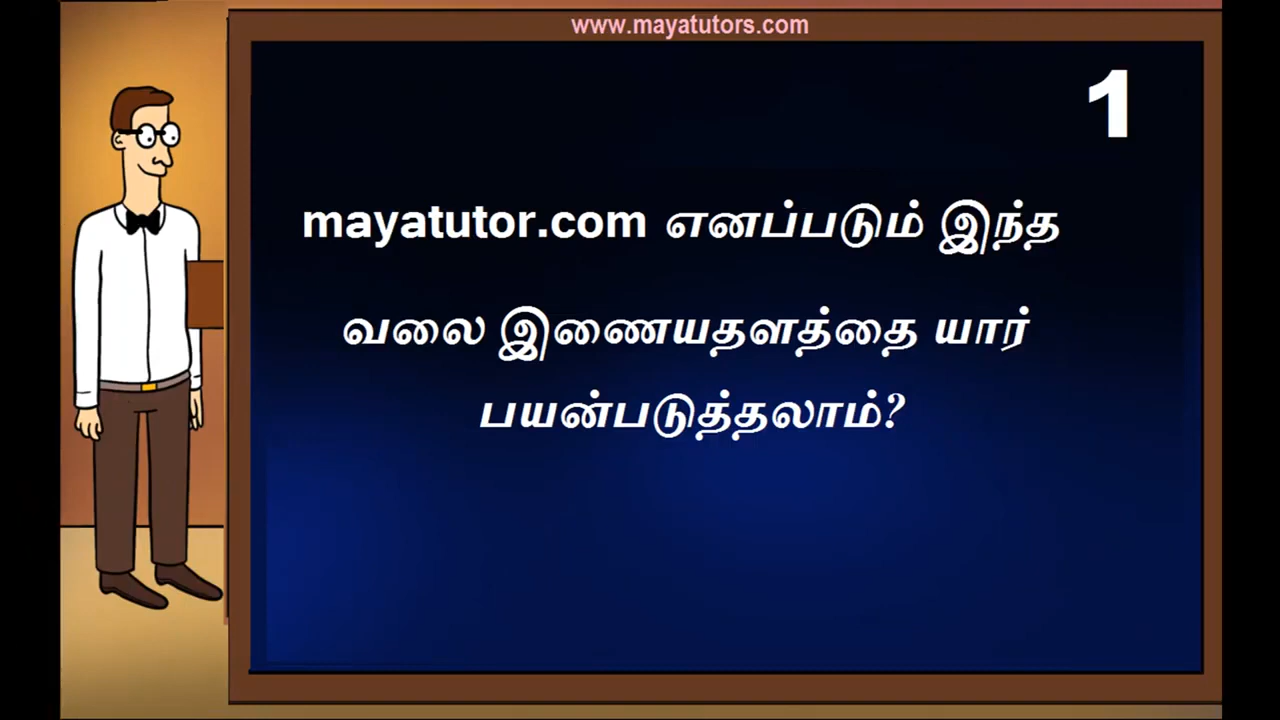 www.mayatutors.com
1
mayatutor.com எனப்படும் இந்த
வலை இணையதளத்தை யார்
பயன்படுத்தலாம்?